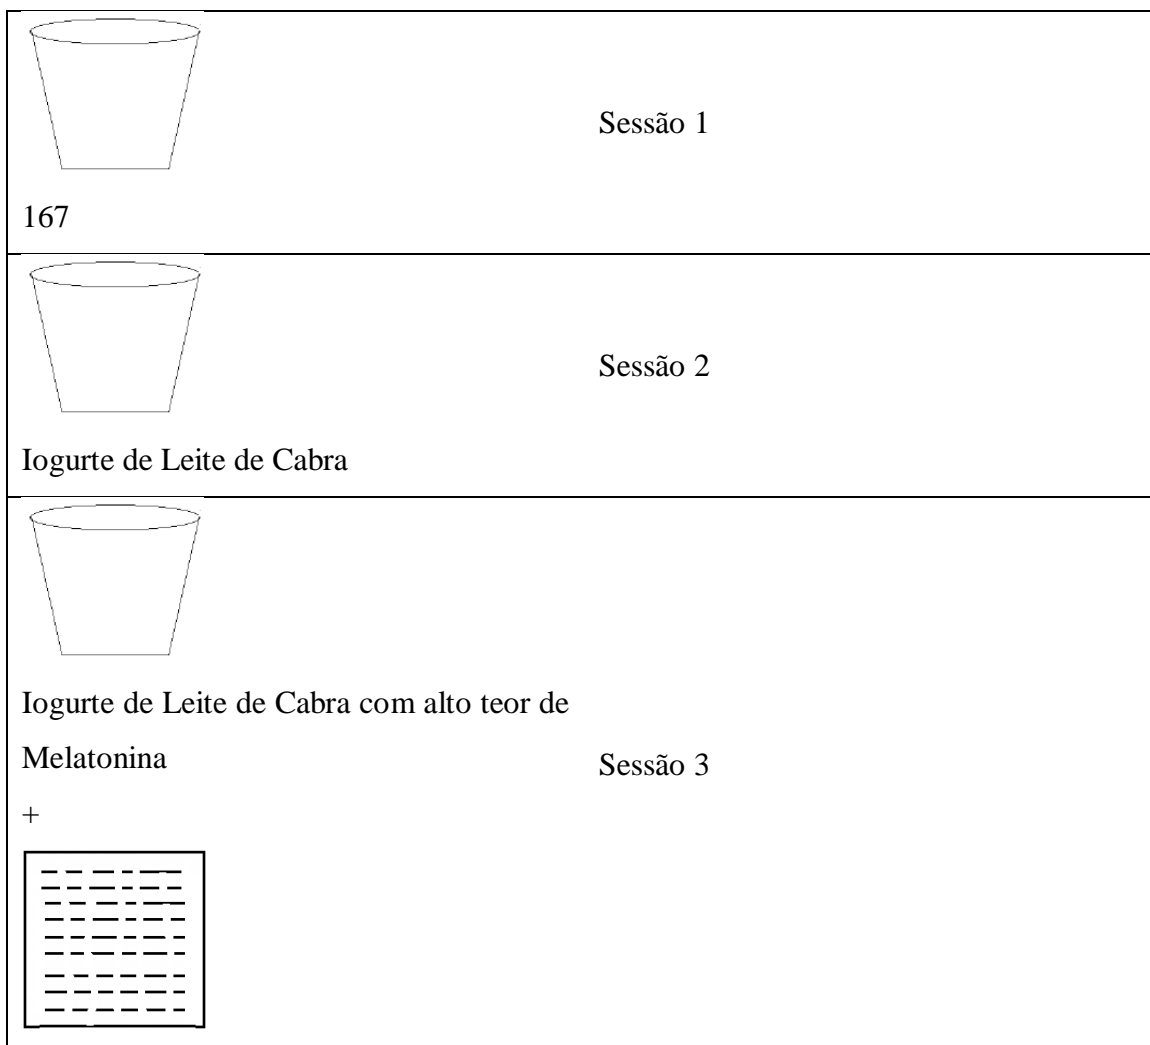 Sessão 1
167
Sessão 2
Iogurte de Leite de Cabra
Iogurte de Leite de Cabra com alto teor de
Melatonina
Sessão 3
+